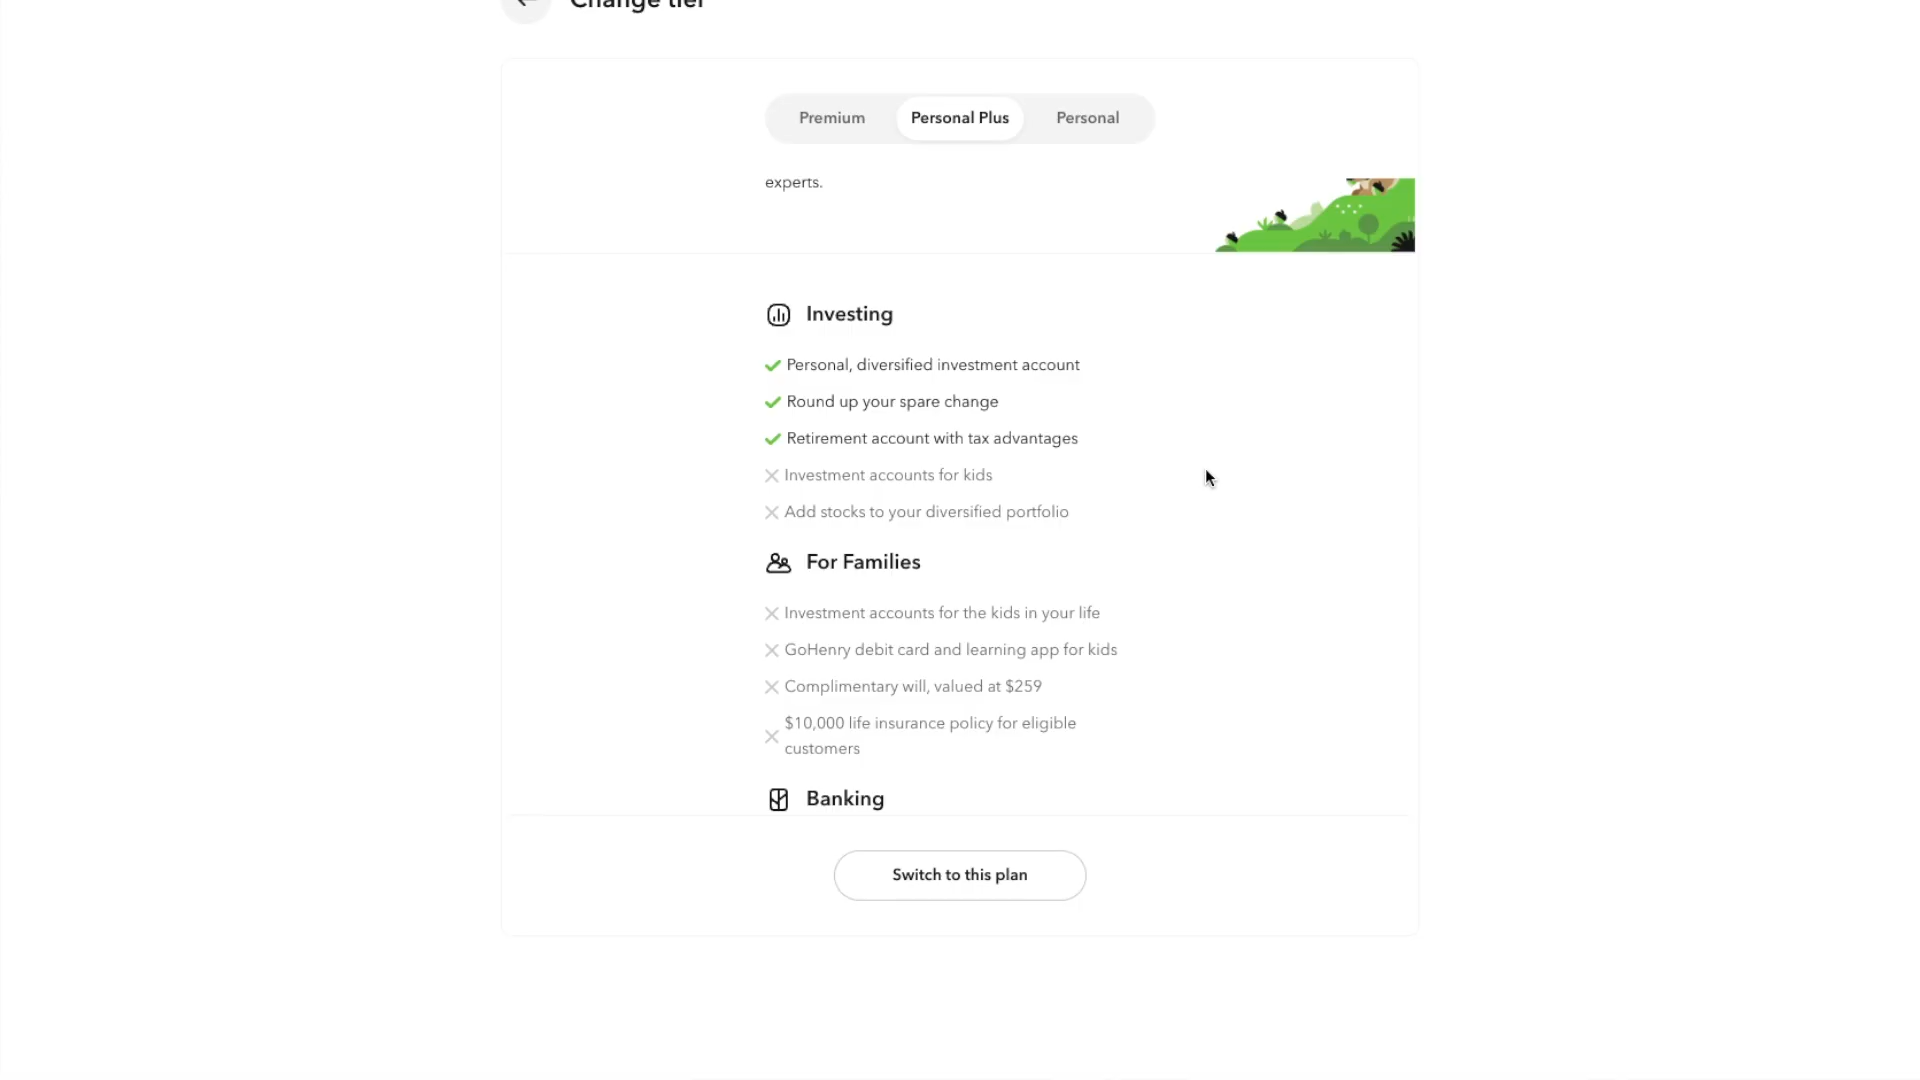 Change tier
Premium
Personal Plus
Personal
experts.
Investing
Personal, diversified investment account
Round up your spare change
Retirement account with tax advantages
Investment accounts for kids
Add stocks to your diversified portfolio
For Families
Investment accounts for the kids in your life
GoHenry debit card and learning app for kids
Complimentary will, valued at $259
$10,000 life insurance policy for eligible
customers
Banking
Switch to this plan